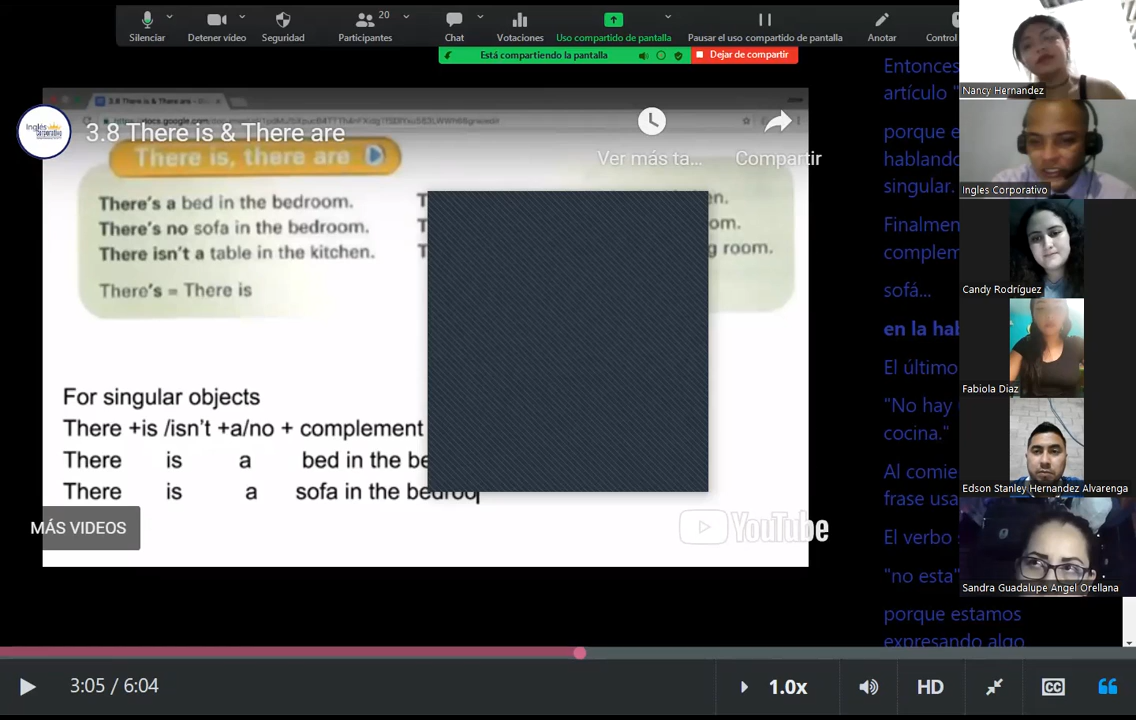 Silenciar
Detener vídeo
Seguridad
20
Participantes
Chat
Votaciones
Uso compartido de pantalla
Pausar el uso compartido de pantalla
Anotar
Control
Está compartiendo la pantalla
Dejar de compartir
3.8 There is & There are
Ver más ta...
Compartir
There is, there are
There's a bed in the bedroom.
There's no sofa in the bedroom.
There isn't a table in the kitchen.
room.
There's = There is
For singular objects
There +is /isn't +a/no + complement
There is a bed in the
There is a sofa in the
MÁS VIDEOS
YouTube
Entonces
artículo "
porque e
hablando
singular.
Finalmen
complem
sofá...
en la hab
El último
"No hay
cocina."
Al comie
frase usa
El verbo
"no esta"
porque estamos
expresando algo
Nancy Hernandez
Ingles Corporativo
Candy Rodríguez
Fabiola Diaz
Edson Stanley Hernandez Alvarenga
Sandra Guadalupe Angel Orellana
3:05 / 6:04
1.0x
HD
CC